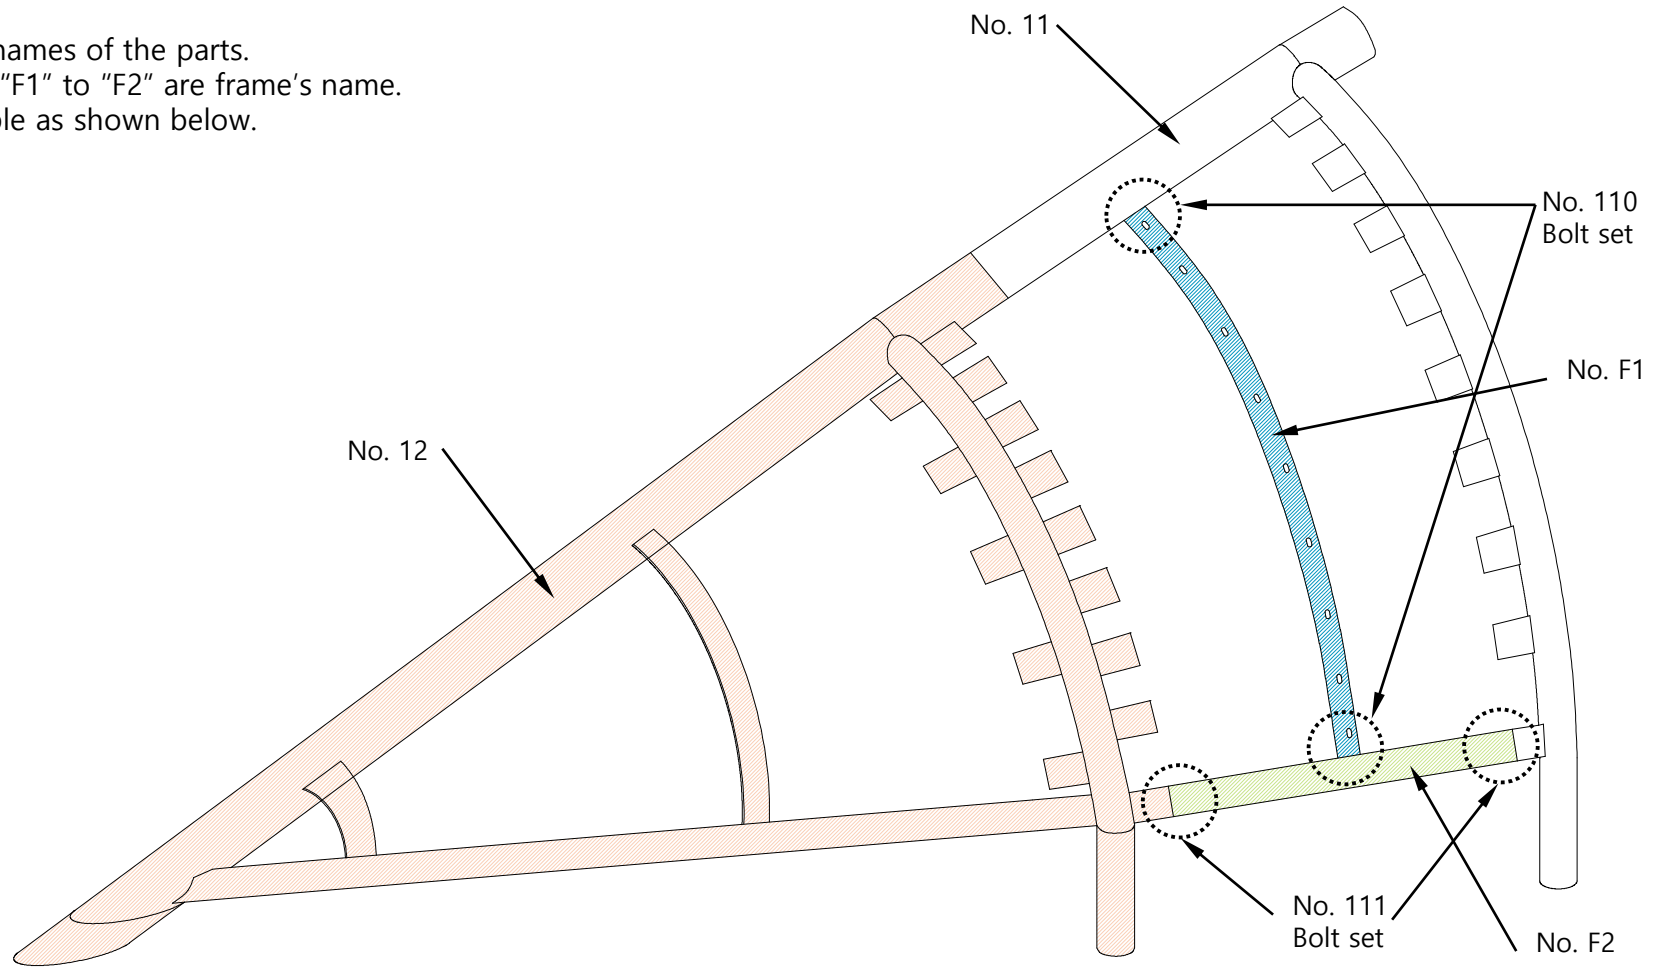 names of the parts.
“F1” to “F2” are frame’s name.
ole as shown below.
No. 11
No. 110
Bolt set
No. F1
No. 12
No. 111
Bolt set
No. F2